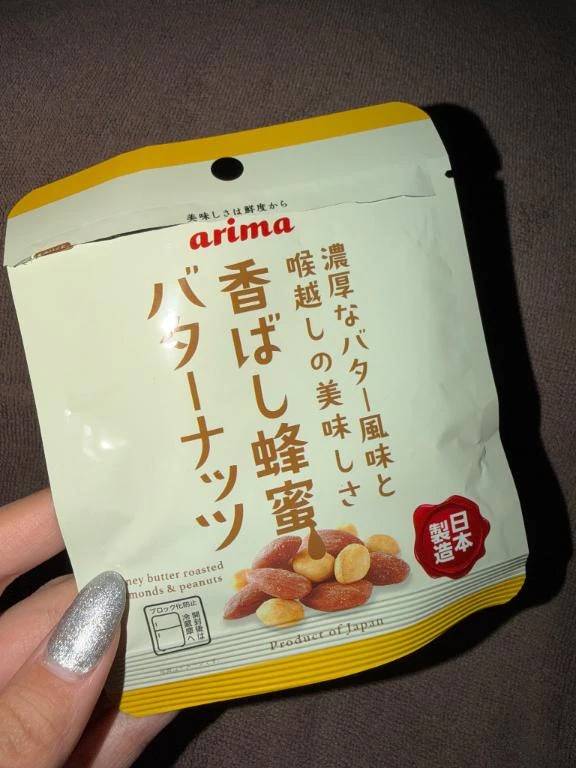 美味しさは鮮度から
arima
濃厚なバター風味と
喉越しの美味しさ
香ばし蜂蜜
バターナッツ
日本
製造
butter roasted
& peanuts
ブロック化防止
開封後は
冷蔵庫へ
Product of Japan